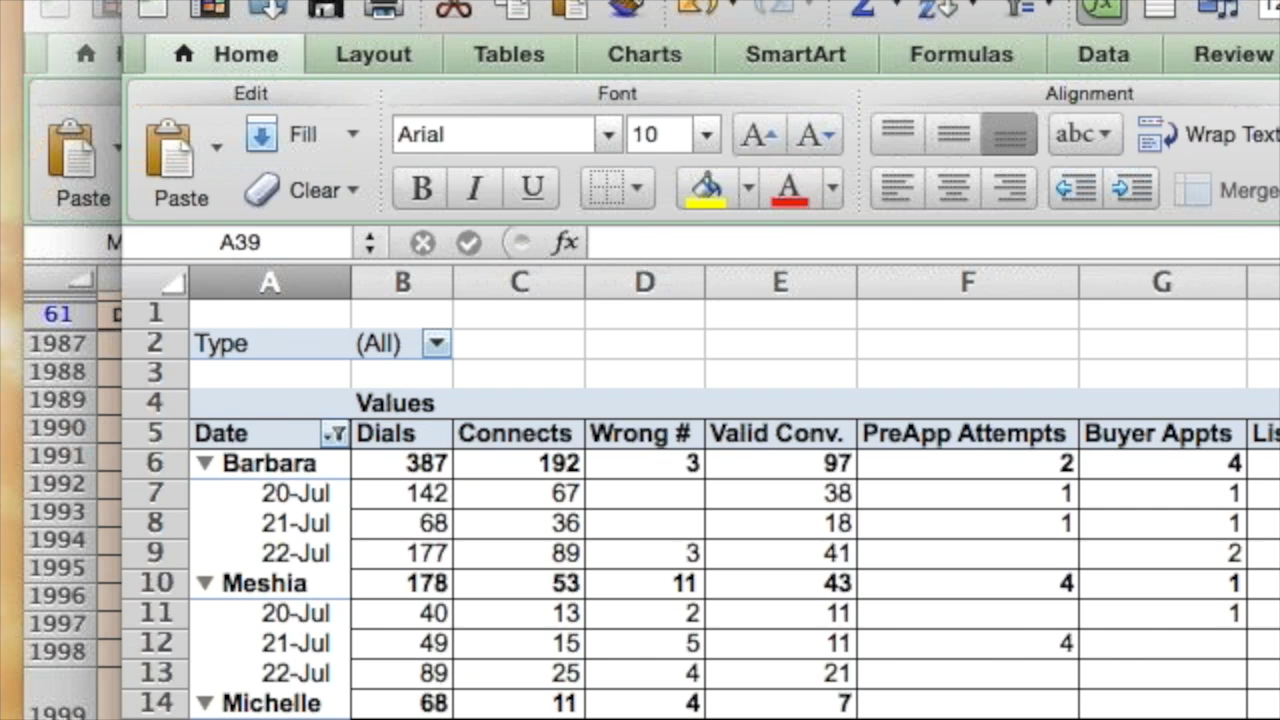 Home Layout Tables Charts SmartArt Formulas Data Review
Edit Font Alignment
Fill Arial 10 A A abc Wrap Text
Paste Paste Clear B I U A Merge
A39 fx
A B C D E F G
61 1
1987 2 Type (All)
1988 3
1989 4 Values
1990 5 Date Dials Connects Wrong # Valid Conv. PreApp Attempts Buyer Appts Lis
1991 6 Barbara 387 192 3 97 2 4
1992 7 20-Jul 142 67 38 1 1
1993 8 21-Jul 68 36 18 1 1
1994 9 22-Jul 177 89 3 41 2
1995 10 Meshia 178 53 11 43 4 1
1996 11 20-Jul 40 13 2 11 1
1997 12 21-Jul 49 15 5 11 4
1998 13 22-Jul 89 25 4 21
1999 14 Michelle 68 11 4 7